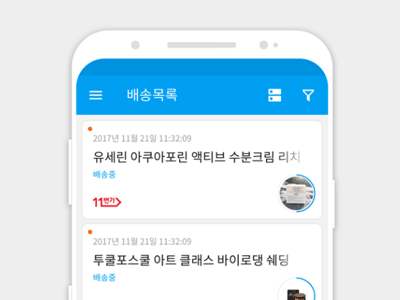 배송목록
2017년 11월 21일 11:32:09
유세린 아쿠아포린 액티브 수분크림 리치
배송중
11번가
2017년 11월 21일 11:32:09
투쿨포스쿨 아트 클래스 바이로댕 쉐딩
배송중